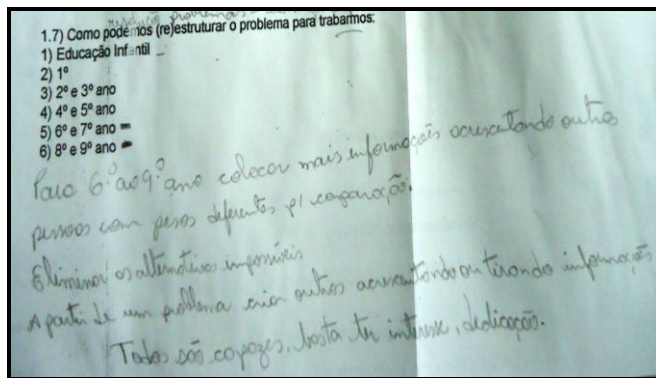 resolução problemas
1.7) Como podemos (re)estruturar o problema para trabarmos:
1) Educação Infantil
2) 1º
3) 2º e 3º ano
4) 4º e 5º ano
5) 6º e 7º ano
6) 8º e 9º ano
Para 6º ao 9º ano colocar mais informações acrescentando outras
pessoas com pesos diferentes p/ comparação.
Eliminar as alternativas impossíveis
A partir de um problema criar outros acrescentando ou tirando informações
Todos são capazes, basta ter interesse, dedicação.